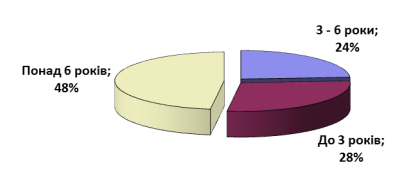 3 - 6 роки;
24%
Понад 6 років;
48%
До 3 років;
28%